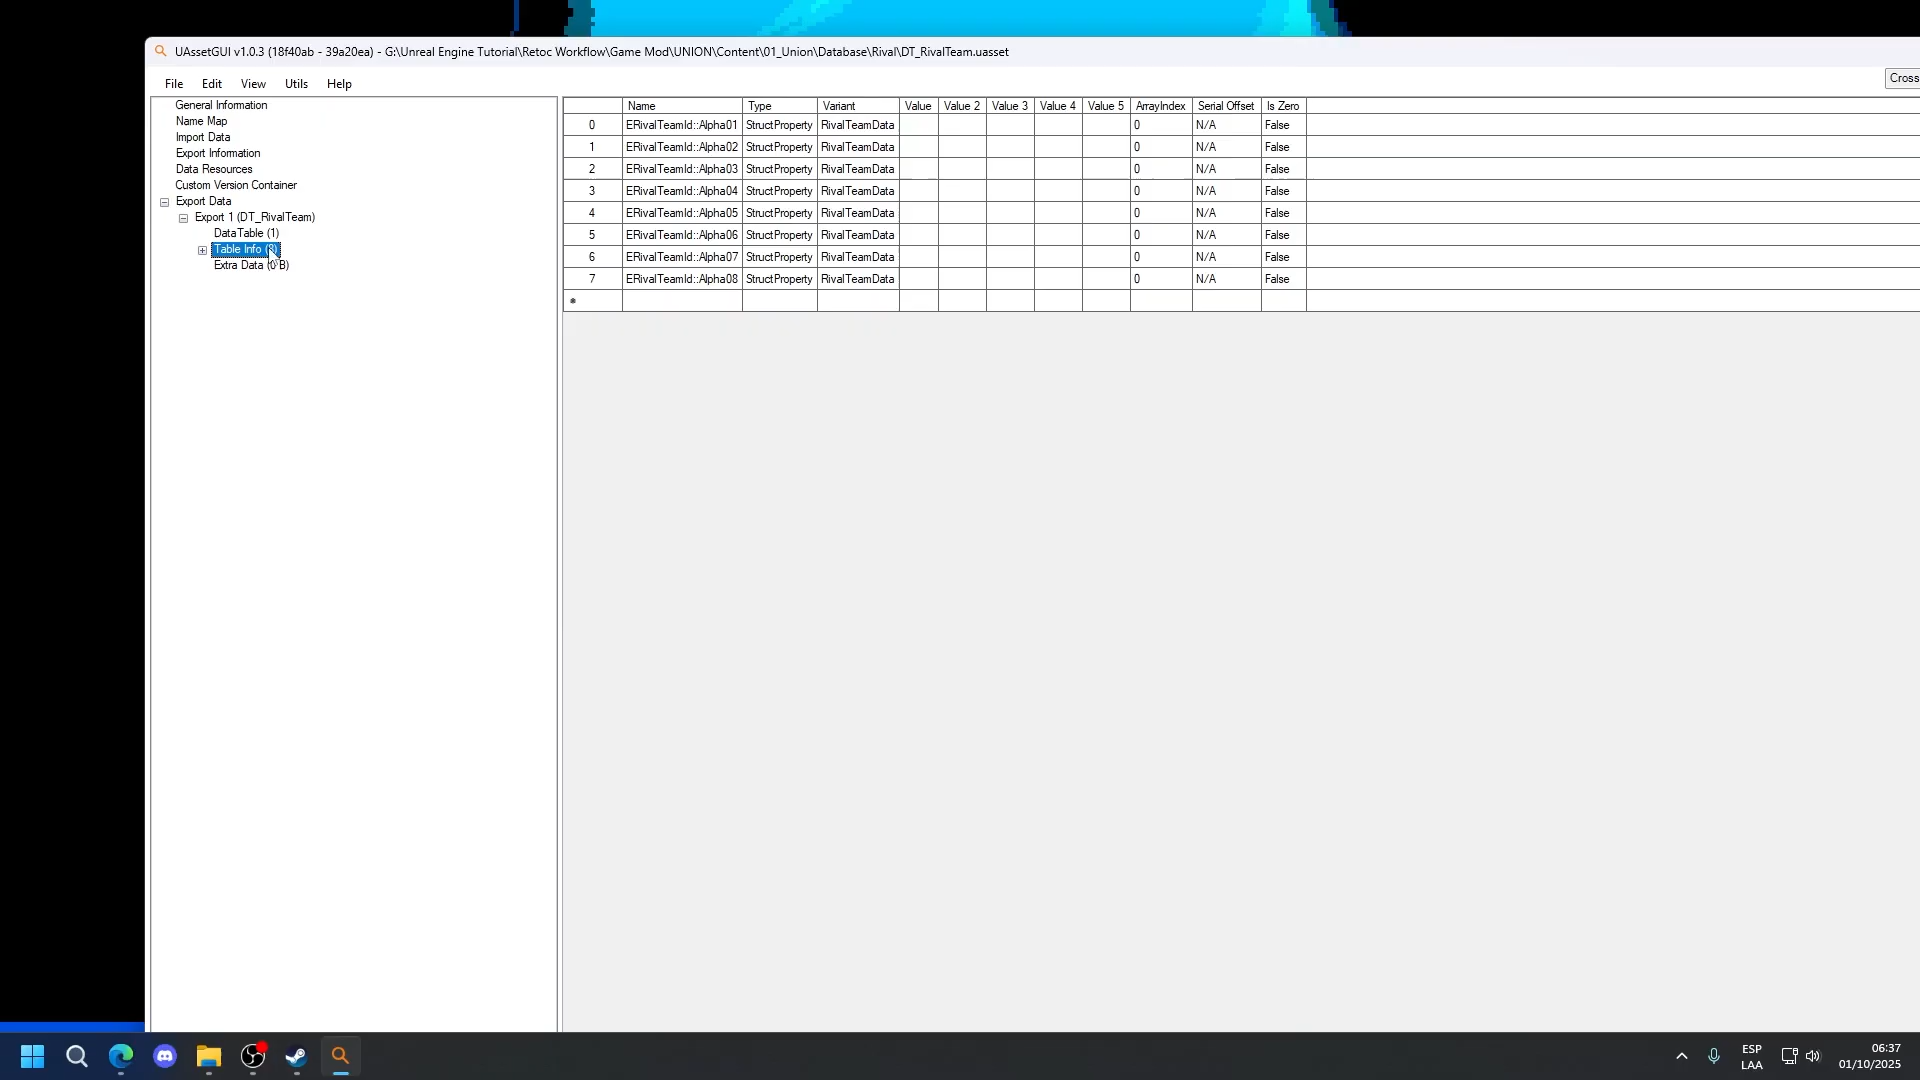 UAssetGUI v1.0.3 (18f40ab - 39a20ea) - G:\Unreal Engine Tutorial\Retoc Workflow\Game Mod\UNION\Content\01_Union\Database\Rival\DT_RivalTeam.uasset
File Edit View Utils Help
Cross
General Information
Name Map
Import Data
Export Information
Data Resources
Custom Version Container
Export Data
Export 1 (DT_RivalTeam)
DataTable (1)
Table Info (8)
Extra Data (0 B)
Name Type Variant Value Value 2 Value 3 Value 4 Value 5 ArrayIndex Serial Offset Is Zero
0 ERivalTeamId::Alpha01 StructProperty RivalTeamData 0 N/A False
1 ERivalTeamId::Alpha02 StructProperty RivalTeamData 0 N/A False
2 ERivalTeamId::Alpha03 StructProperty RivalTeamData 0 N/A False
3 ERivalTeamId::Alpha04 StructProperty RivalTeamData 0 N/A False
4 ERivalTeamId::Alpha05 StructProperty RivalTeamData 0 N/A False
5 ERivalTeamId::Alpha06 StructProperty RivalTeamData 0 N/A False
6 ERivalTeamId::Alpha07 StructProperty RivalTeamData 0 N/A False
7 ERivalTeamId::Alpha08 StructProperty RivalTeamData 0 N/A False
*
ESP
LAA
06:37
01/10/2025